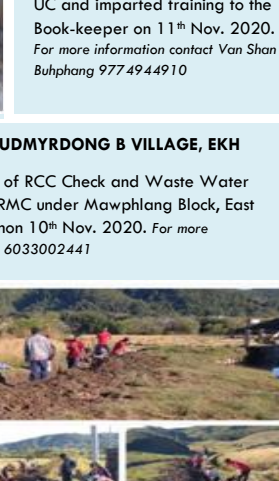 UC and imparted training to the
Book-keeper on 11th Nov. 2020.
For more information contact Van Shan
Buhphang 9774944910
UDMYRDONG B VILLAGE, EKH
of RCC Check and Waste Water
RMC under Mawphlang Block, East
on 10th Nov. 2020. For more
6033002441